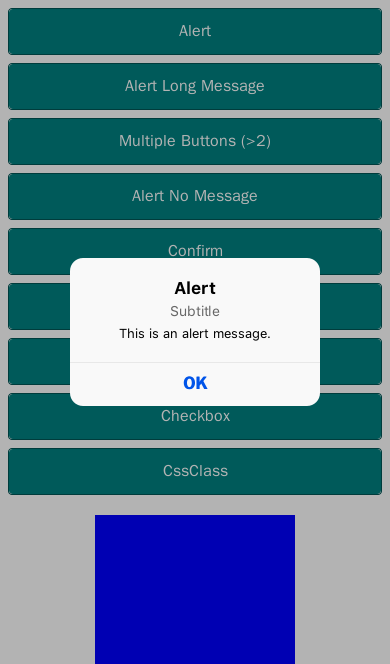 Alert
Alert Long Message
Multiple Buttons (>2)
Alert No Message
Confirm
Alert
Subtitle
This is an alert message.
OK
Checkbox
CssClass